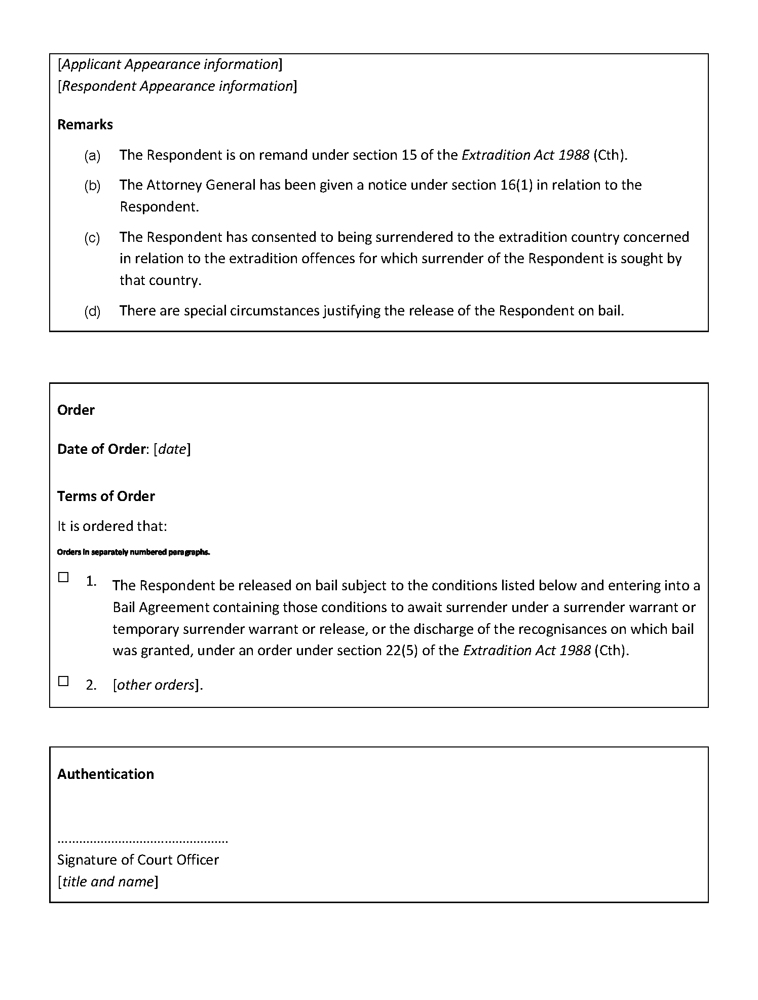 [Applicant Appearance information]
[Respondent Appearance information]
Remarks
(a) The Respondent is on remand under section 15 of the Extradition Act 1988 (Cth).
(b) The Attorney General has been given a notice under section 16(1) in relation to the
Respondent.
(c) The Respondent has consented to being surrendered to the extradition country concerned
in relation to the extradition offences for which surrender of the Respondent is sought by
that country.
(d) There are special circumstances justifying the release of the Respondent on bail.
Order
Date of Order: [date]
Terms of Order
It is ordered that:
Orders in separately numbered paragraphs.
☐ 1. The Respondent be released on bail subject to the conditions listed below and entering into a
Bail Agreement containing those conditions to await surrender under a surrender warrant or
temporary surrender warrant or release, or the discharge of the recognisances on which bail
was granted, under an order under section 22(5) of the Extradition Act 1988 (Cth).
☐ 2. [other orders].
Authentication
................................................
Signature of Court Officer
[title and name]